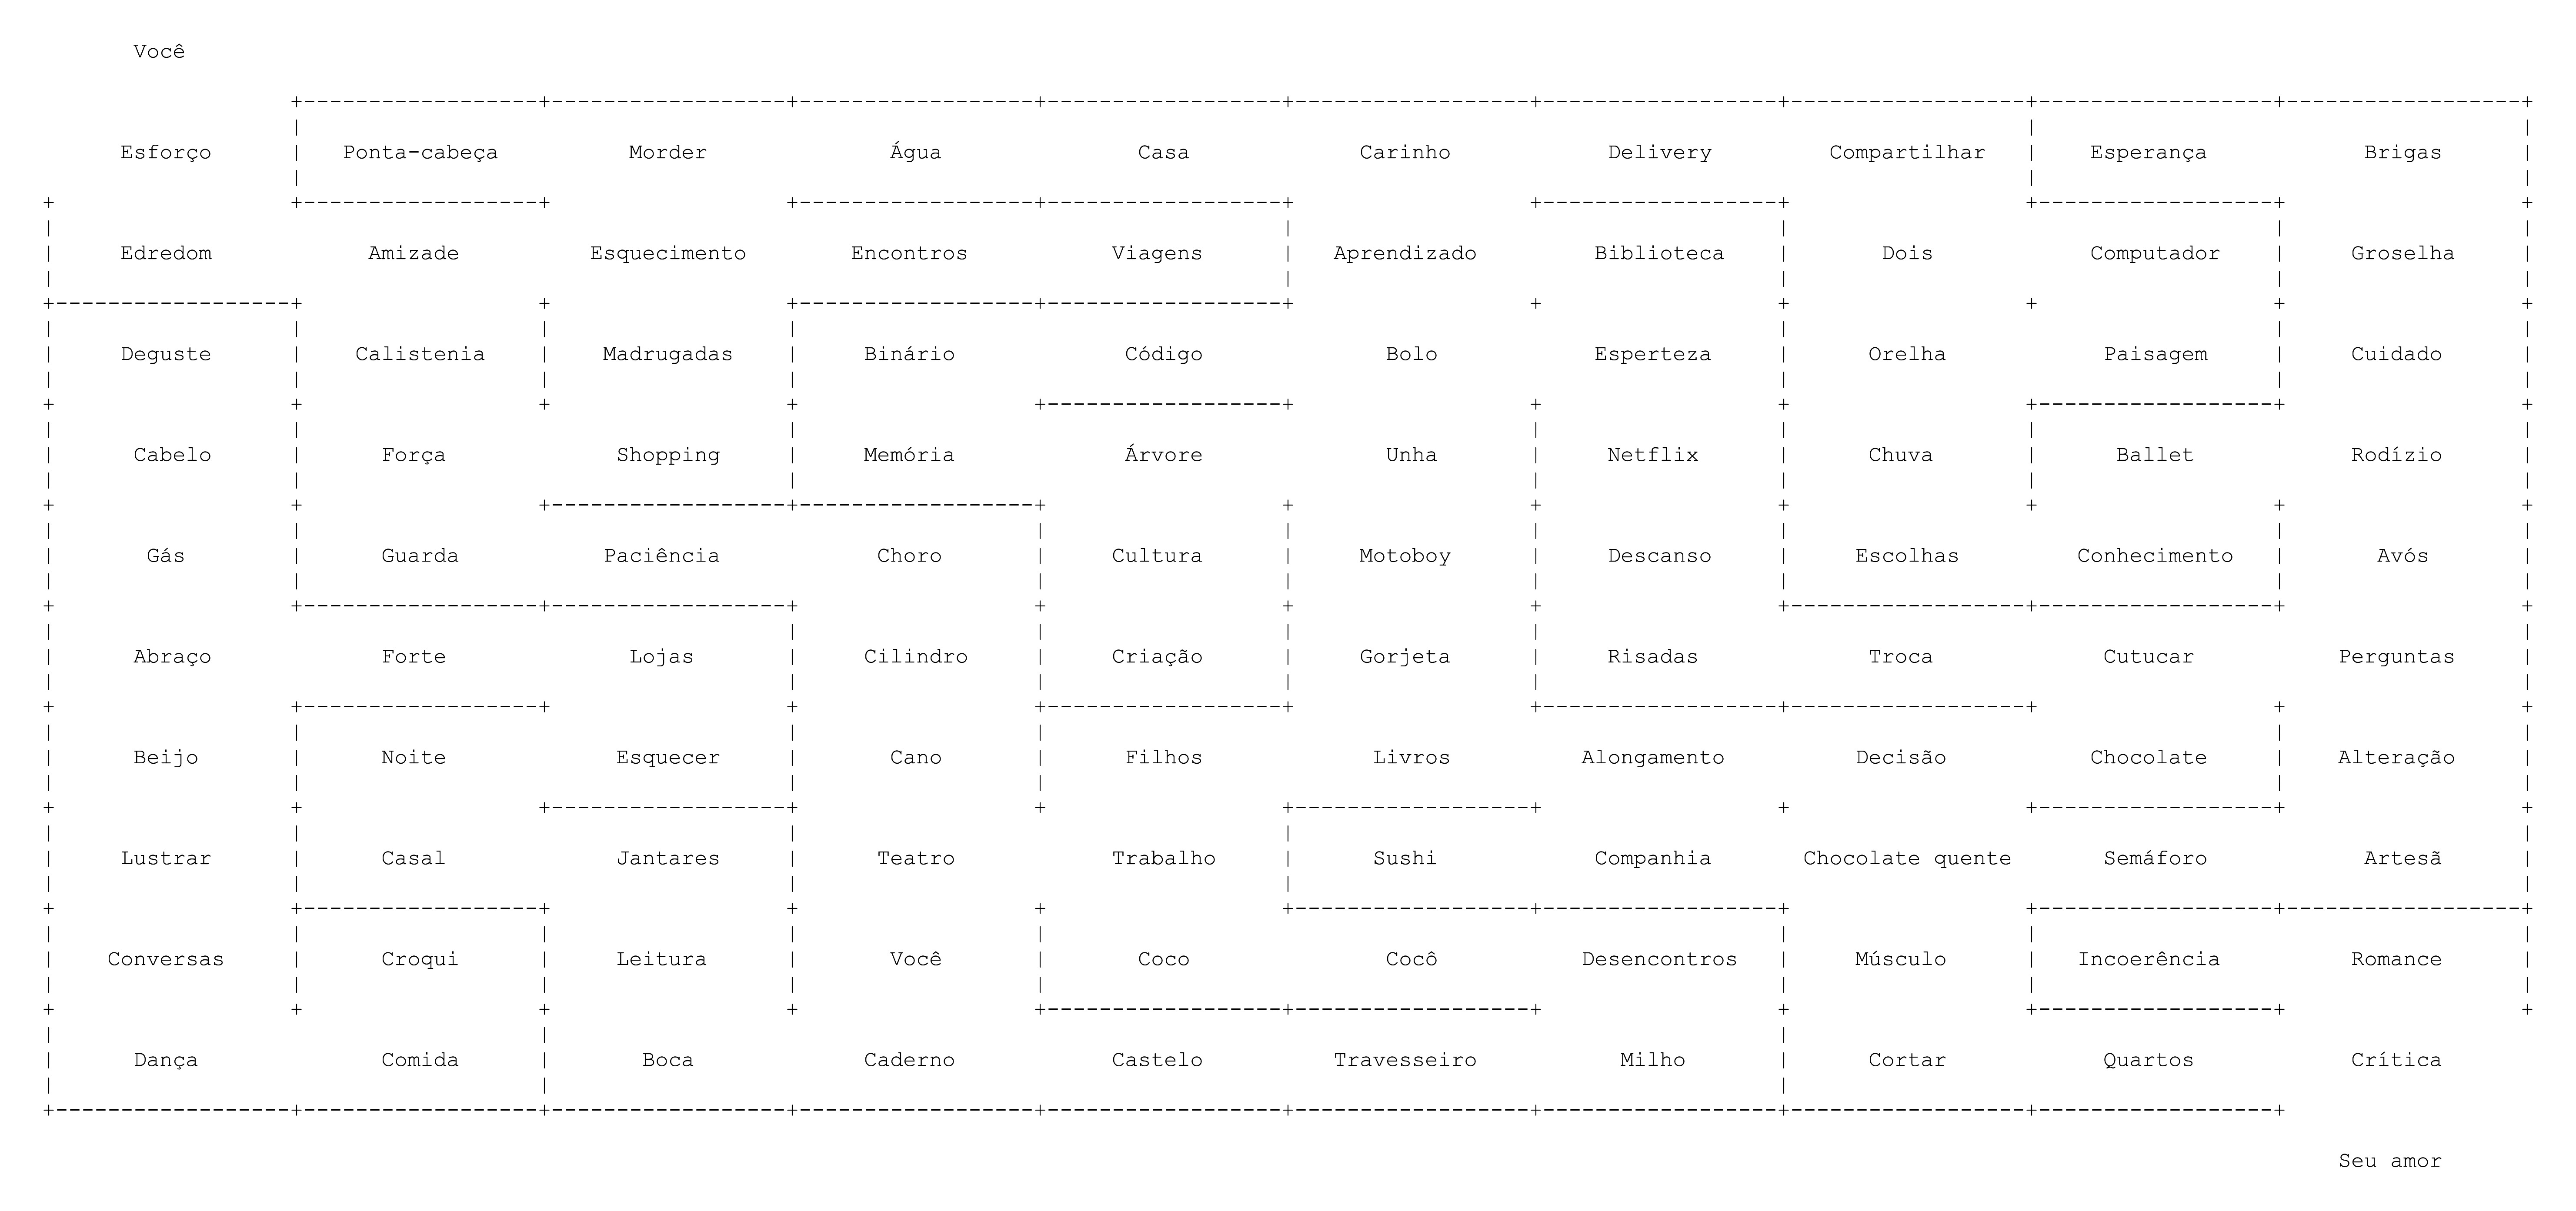 Você
Esforço Ponta-cabeça Morder Água Casa Carinho Delivery Compartilhar Esperança Brigas
Edredom Amizade Esquecimento Encontros Viagens Aprendizado Biblioteca Dois Computador Groselha
Deguste Calistenia Madrugadas Binário Código Bolo Esperteza Orelha Paisagem Cuidado
Cabelo Força Shopping Memória Árvore Unha Netflix Chuva Ballet Rodízio
Gás Guarda Paciência Choro Cultura Motoboy Descanso Escolhas Conhecimento Avós
Abraço Forte Lojas Cilindro Criação Gorjeta Risadas Troca Cutucar Perguntas
Beijo Noite Esquecer Cano Filhos Livros Alongamento Decisão Chocolate Alteração
Lustrar Casal Jantares Teatro Trabalho Sushi Companhia Chocolate quente Semáforo Artesã
Conversas Croqui Leitura Você Coco Cocô Desencontros Músculo Incoerência Romance
Dança Comida Boca Caderno Castelo Travesseiro Milho Cortar Quartos Crítica
Seu amor